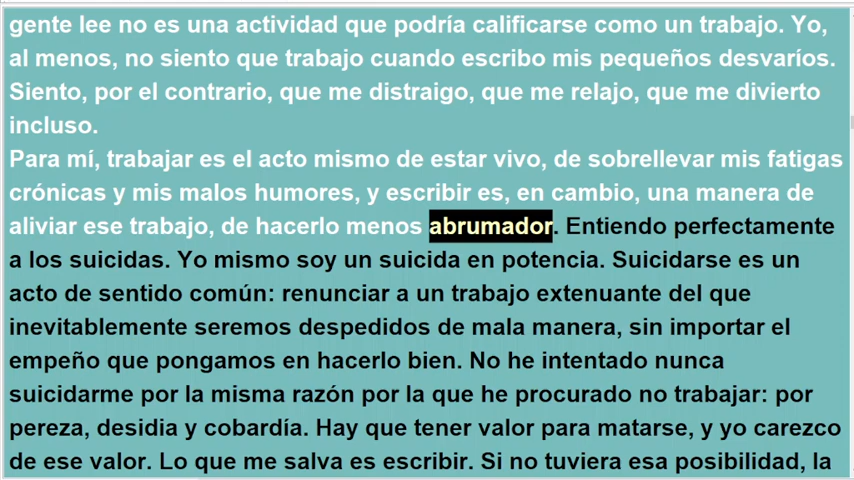 gente lee no es una actividad que podría calificarse como un trabajo. Yo,
al menos, no siento que trabajo cuando escribo mis pequeños desvaríos.
Siento, por el contrario, que me distraigo, que me relajo, que me divierto
incluso.
Para mí, trabajar es el acto mismo de estar vivo, de sobrellevar mis fatigas
crónicas y mis malos humores, y escribir es, en cambio, una manera de
aliviar ese trabajo, de hacerlo menos abrumador. Entiendo perfectamente
a los suicidas. Yo mismo soy un suicida en potencia. Suicidarse es un
acto de sentido común: renunciar a un trabajo extenuante del que
inevitablemente seremos despedidos de mala manera, sin importar el
empeño que pongamos en hacerlo bien. No he intentado nunca
suicidarme por la misma razón por la que he procurado no trabajar: por
pereza, desidia y cobardía. Hay que tener valor para matarse, y yo carezco
de ese valor. Lo que me salva es escribir. Si no tuviera esa posibilidad, la